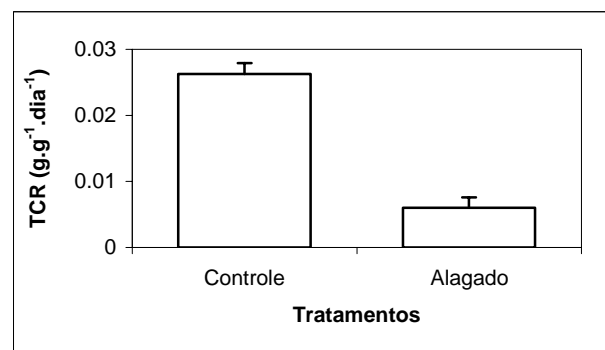 TCR (g.g⁻¹.dia⁻¹)
0.03
0.02
0.01
0
Controle
Alagado
Tratamentos